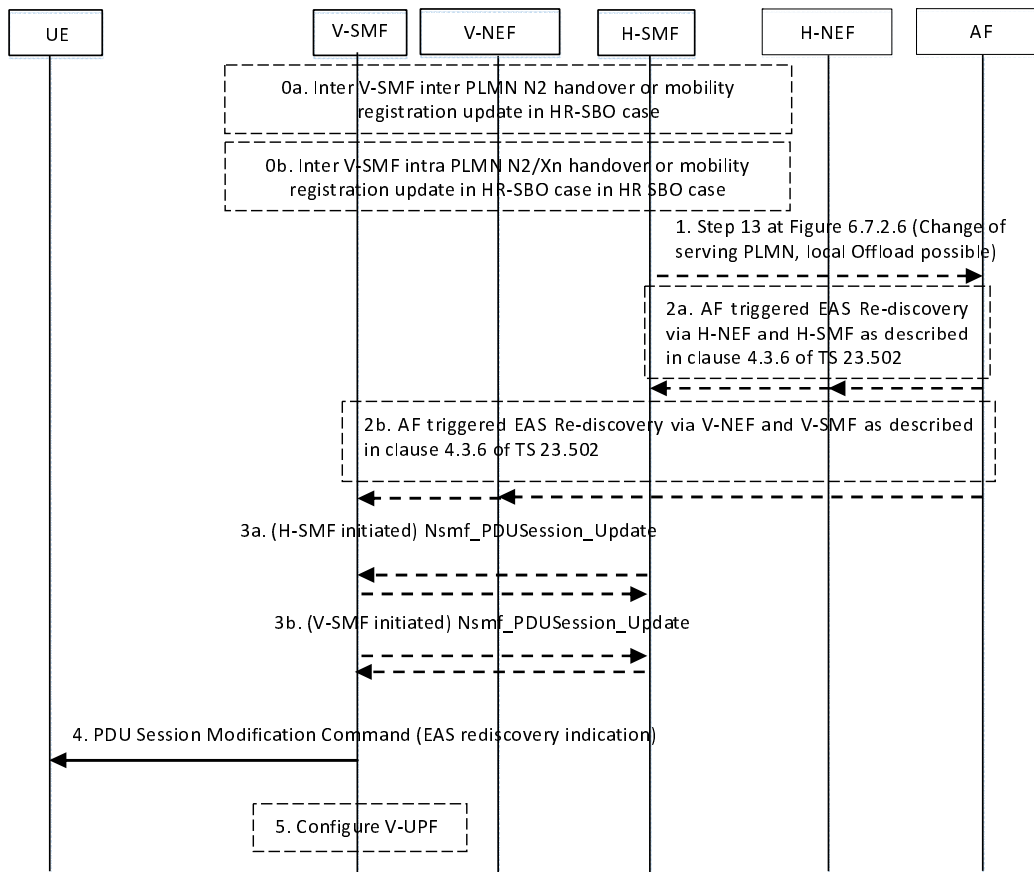 UE
V-SMF
V-NEF
H-SMF
H-NEF
AF
0a. Inter V-SMF inter PLMN N2 handover or mobility
registration update in HR-SBO case
0b. Inter V-SMF intra PLMN N2/Xn handover or mobility
registration update in HR-SBO case in HR SBO case
1. Step 13 at Figure 6.7.2.6 (Change of
serving PLMN, local Offload possible)
2a. AF triggered EAS Re-discovery
via H-NEF and H-SMF as described
in clause 4.3.6 of TS 23.502
2b. AF triggered EAS Re-discovery via V-NEF and V-SMF as described
in clause 4.3.6 of TS 23.502
3a. (H-SMF initiated) Nsmf_PDUSession_Update
3b. (V-SMF initiated) Nsmf_PDUSession_Update
4. PDU Session Modification Command (EAS rediscovery indication)
5. Configure V-UPF